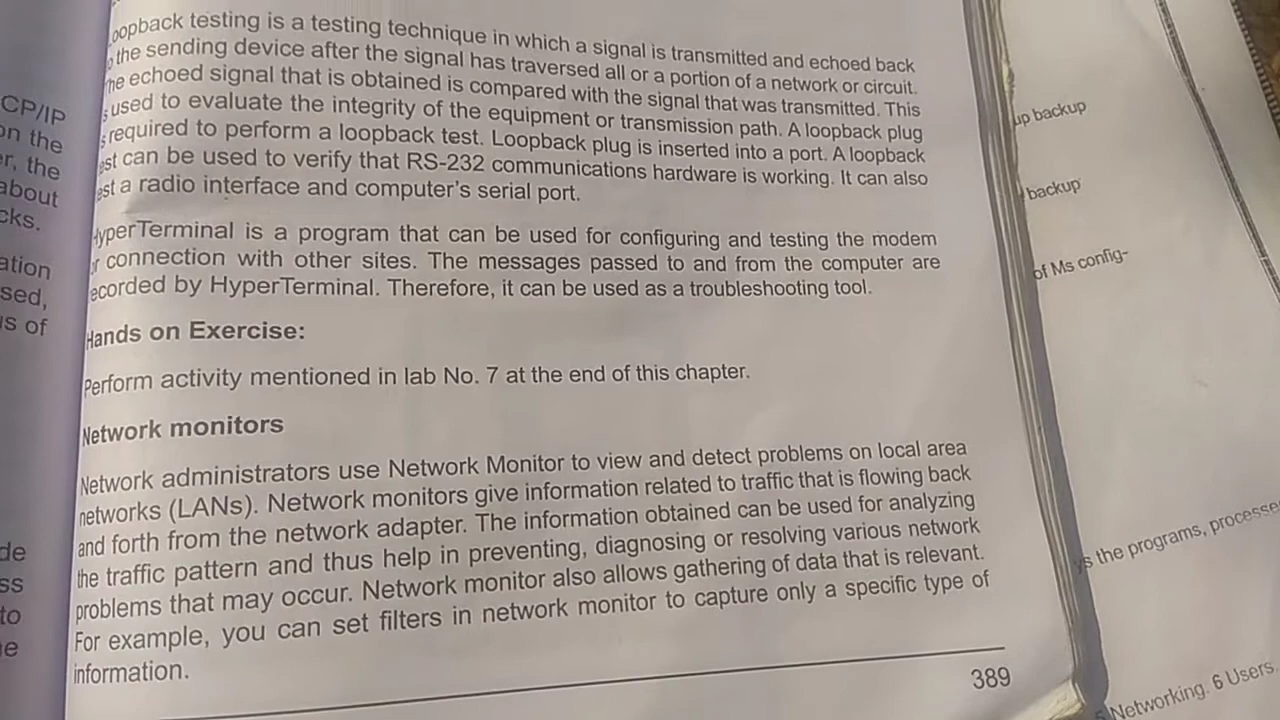 oopback testing is a testing technique in which a signal is transmitted and echoed back
the sending device after the signal has traversed all or a portion of a network or circuit.
he echoed signal that is obtained is compared with the signal that was transmitted. This
used to evaluate the integrity of the equipment or transmission path. A loopback plug
required to perform a loopback test. Loopback plug is inserted into a port. A loopback
est can be used to verify that RS-232 communications hardware is working. It can also
est a radio interface and computer's serial port.
HyperTerminal is a program that can be used for configuring and testing the modem
r connection with other sites. The messages passed to and from the computer are
ecorded by HyperTerminal. Therefore, it can be used as a troubleshooting tool.
Hands on Exercise:
Perform activity mentioned in lab No. 7 at the end of this chapter.
Network monitors
Network administrators use Network Monitor to view and detect problems on local area
networks (LANs). Network monitors give information related to traffic that is flowing back
and forth from the network adapter. The information obtained can be used for analyzing
the traffic pattern and thus help in preventing, diagnosing or resolving various network
problems that may occur. Network monitor also allows gathering of data that is relevant.
For example, you can set filters in network monitor to capture only a specific type of
information.
389
CP/IP
on the
er, the
about
cks.
ation
sed,
us of
de
ss
to
e
up backup
backup
of Ms config-
the programs, processe
Networking. 6 Users